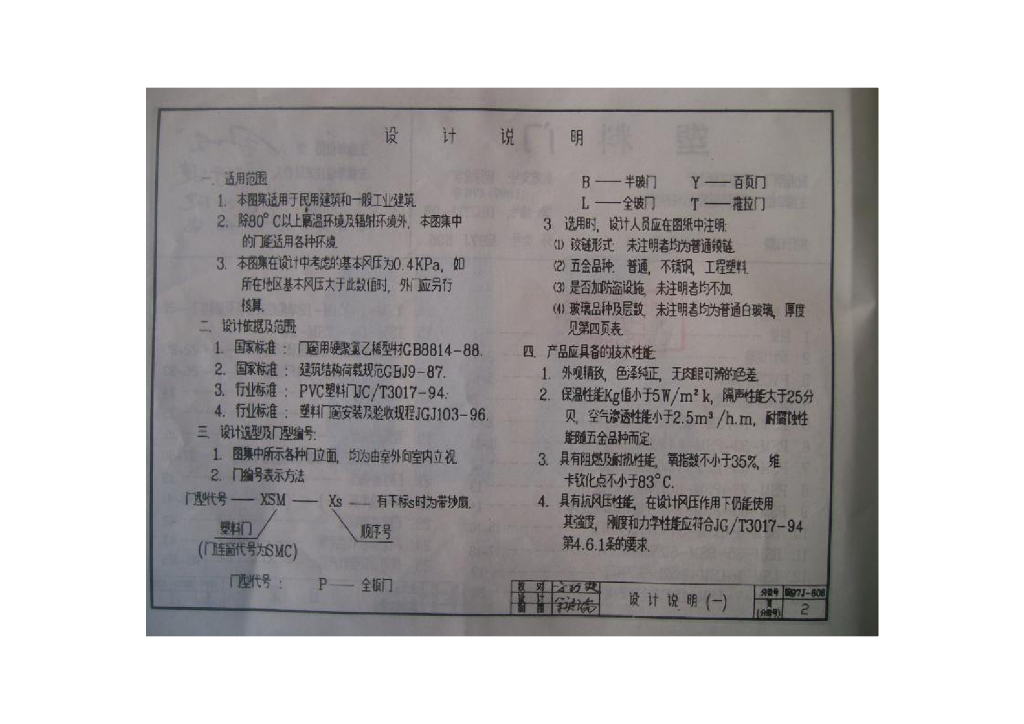 设 计 说 明
一. 适用范围
1. 本图集适用于民用建筑和一般工业建筑.
2. 除80°C以上高温环境及辐射环境外, 本图集中
的门能适用各种环境.
3. 本图集在设计中考虑的基本风压为0.4KPa, 如
所在地区基本风压大于此数值时, 外门应另行
核算.
二. 设计依据及范围:
1. 国家标准 : 门窗用硬聚氯乙稀型材GB8814-88.
2. 国家标准 : 建筑结构荷载规范GBJ9-87.
3. 行业标准 : PVC塑料门JG/T3017-94.
4. 行业标准 : 塑料门窗安装及验收规程JGJ103-96.
三. 设计选型及门型编号:
1. 图集中所示各种门立面, 均为由室外向室内立视.
2. 门编号表示方法
门型代号 —— XSM —— Xs —— 有下标s时为带纱扇.
塑料门 顺序号
(门连窗代号为SMC)
门型代号 : P —— 全板门
B —— 半玻门 Y —— 百页门
L —— 全玻门 T —— 推拉门
3. 选用时, 设计人员应在图纸中注明:
(1) 铰链形式: 未注明者均为普通铰链.
(2) 五金品种: 普通, 不锈钢, 工程塑料.
(3) 是否加防盗设施, 未注明者均不加.
(4) 玻璃品种及层数, 未注明者均为普通白玻璃, 厚度
见第四页表.
四. 产品应具备的技术性能:
1. 外观精致, 色泽纯正, 无肉眼可辨的色差.
2. 保温性能Kg值小于5W/m²k, 隔声性能大于25分
贝, 空气渗透性能小于2.5m³/h.m, 耐腐蚀性
能随五金品种而定.
3. 具有阻燃及耐热性能, 氧指数不小于35%, 维
卡软化点不小于83°C.
4. 具有抗风压性能, 在设计风压作用下仍能使用
其强度, 刚度和力学性能应符合JG/T3017-94
第4.6.1条的要求.
校 对
设 计
制 图
设 计 说 明 (一)
分图号
97J-606
页
(分图号)
2